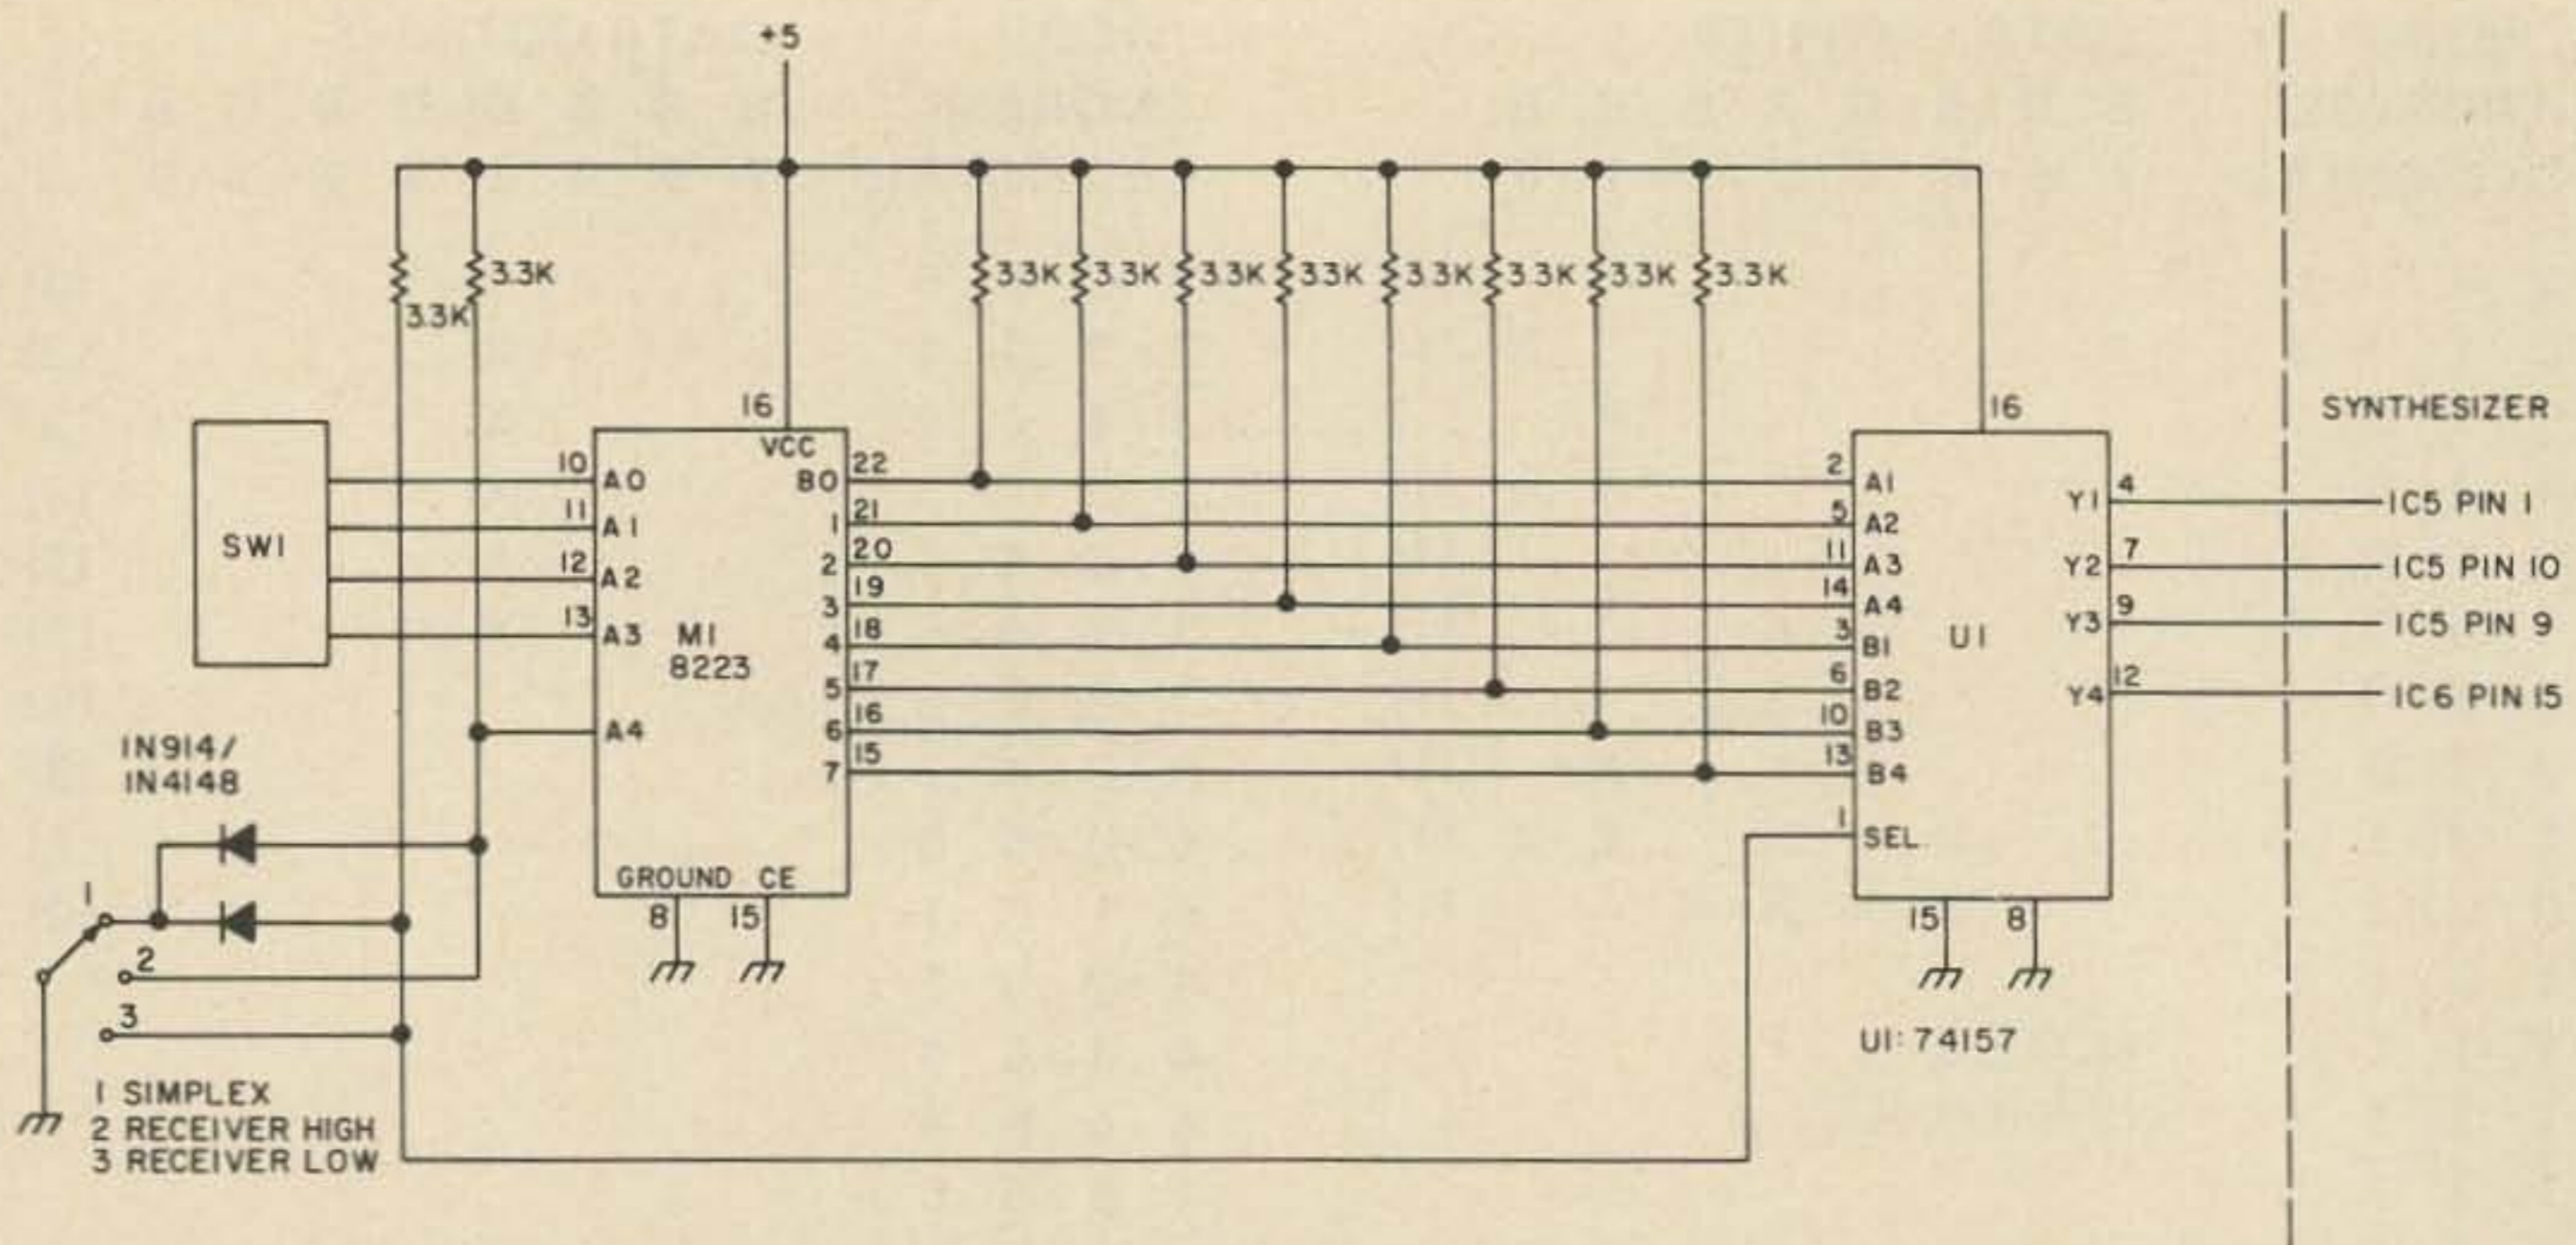 +5
3.3K
3.3K
3.3K
3.3K
3.3K
3.3K
3.3K
3.3K
3.3K
3.3K
SW1
10
11
12
13
A0
A1
A2
A3
A4
16
VCC
M1
8223
GROUND CE
8
15
B0
1
2
3
4
5
6
7
22
21
20
19
18
17
16
15
2
5
11
14
3
6
10
13
1
A1
A2
A3
A4
B1
B2
B3
B4
SEL
16
U1
15
8
Y1
Y2
Y3
Y4
4
7
9
12
U1: 74157
SYNTHESIZER
IC5 PIN 1
IC5 PIN 10
IC5 PIN 9
IC6 PIN 15
1N914/
1N4148
1
2
3
1 SIMPLEX
2 RECEIVER HIGH
3 RECEIVER LOW